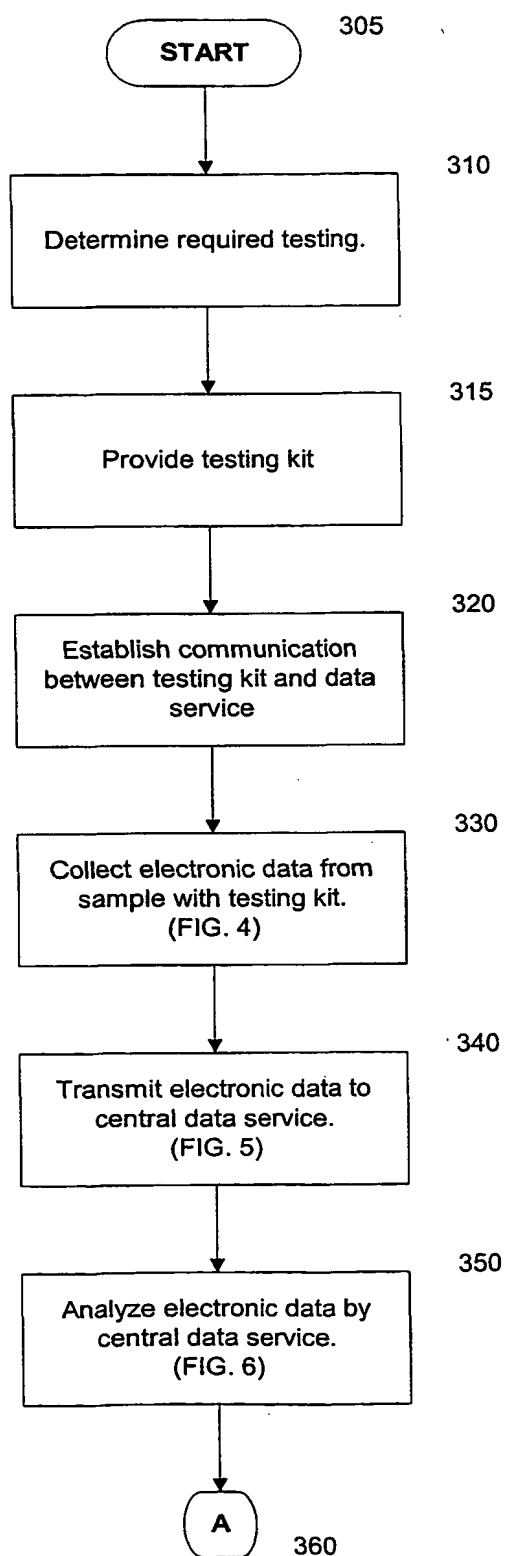 305
START
310
Determine required testing.
315
Provide testing kit
320
Establish communication
between testing kit and data
service
330
Collect electronic data from
sample with testing kit.
(FIG. 4)
340
Transmit electronic data to
central data service.
(FIG. 5)
350
Analyze electronic data by
central data service.
(FIG. 6)
A
360